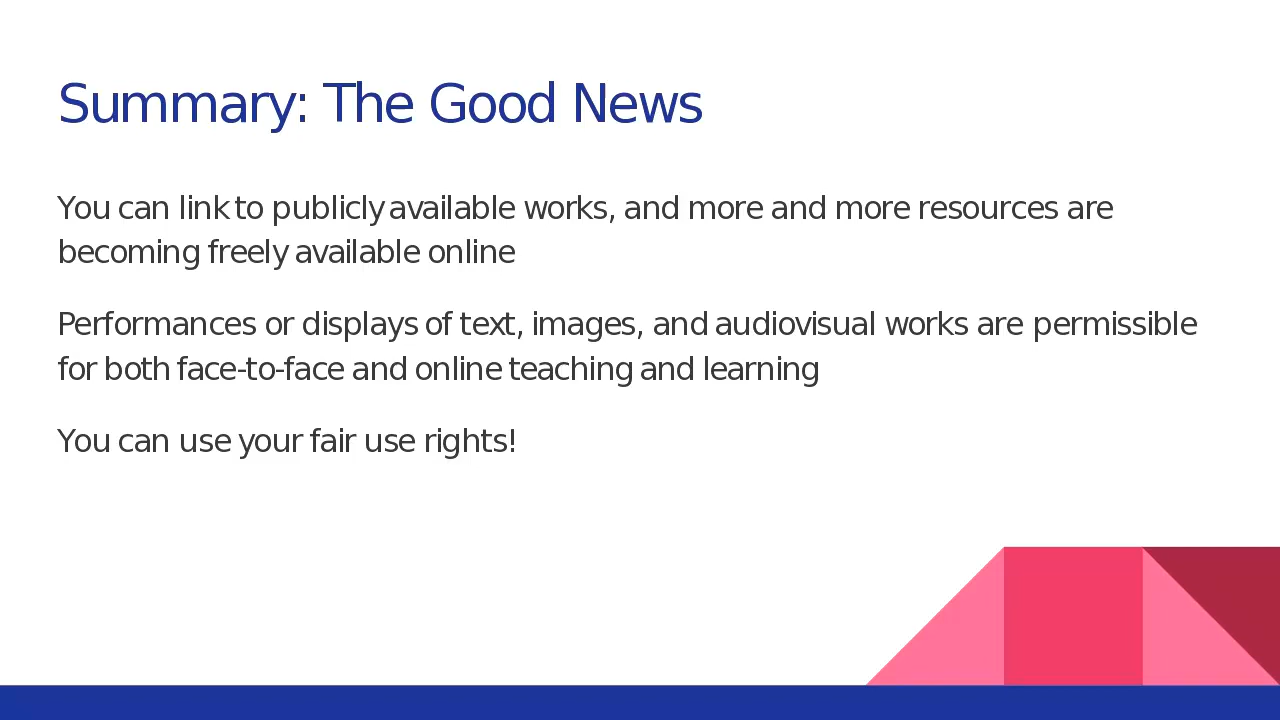 Summary: The Good News
You can link to publicly available works, and more and more resources are
becoming freely available online
Performances or displays of text, images, and audiovisual works are permissible
for both face-to-face and online teaching and learning
You can use your fair use rights!